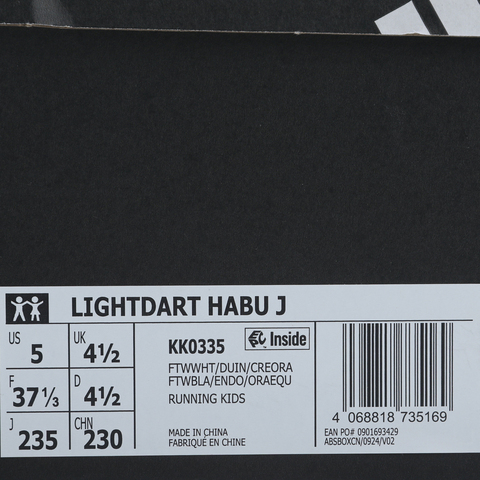 LIGHTDART HABU J
US
5
UK
4½
F
37⅓
D
4½
J
235
CHN
230
KK0335
Inside
FTWWHT/DUIN/CREORA
FTWBLA/ENDO/ORAEQU
RUNNING KIDS
MADE IN CHINA
FABRIQUÉ EN CHINE
4 068818 735169
EAN PO# 0901693429
ABSBOXCN/0924/V02